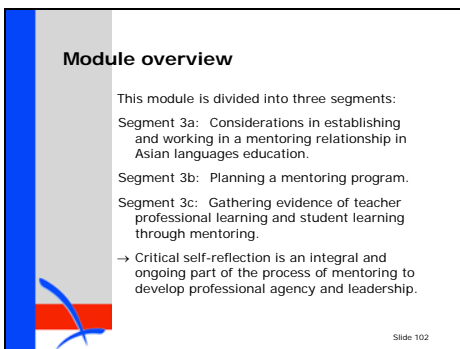 Module overview
This module is divided into three segments:
Segment 3a: Considerations in establishing
and working in a mentoring relationship in
Asian languages education.
Segment 3b: Planning a mentoring program.
Segment 3c: Gathering evidence of teacher
professional learning and student learning
through mentoring.
→ Critical self-reflection is an integral and
ongoing part of the process of mentoring to
develop professional agency and leadership.
Slide 102